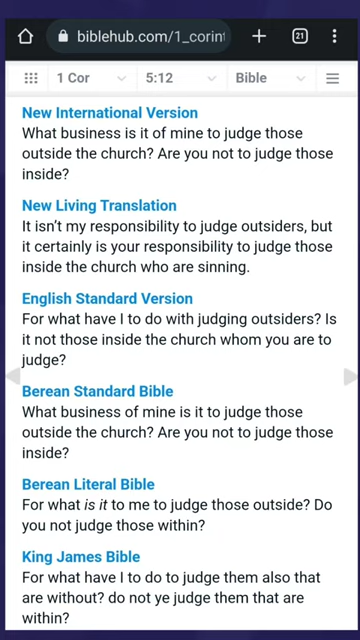 biblehub.com/1_corint
21
1 Cor
5:12
Bible
New International Version
What business is it of mine to judge those
outside the church? Are you not to judge those
inside?
New Living Translation
It isn’t my responsibility to judge outsiders, but
it certainly is your responsibility to judge those
inside the church who are sinning.
English Standard Version
For what have I to do with judging outsiders? Is
it not those inside the church whom you are to
judge?
Berean Standard Bible
What business of mine is it to judge those
outside the church? Are you not to judge those
inside?
Berean Literal Bible
For what is it to me to judge those outside? Do
you not judge those within?
King James Bible
For what have I to do to judge them also that
are without? do not ye judge them that are
within?